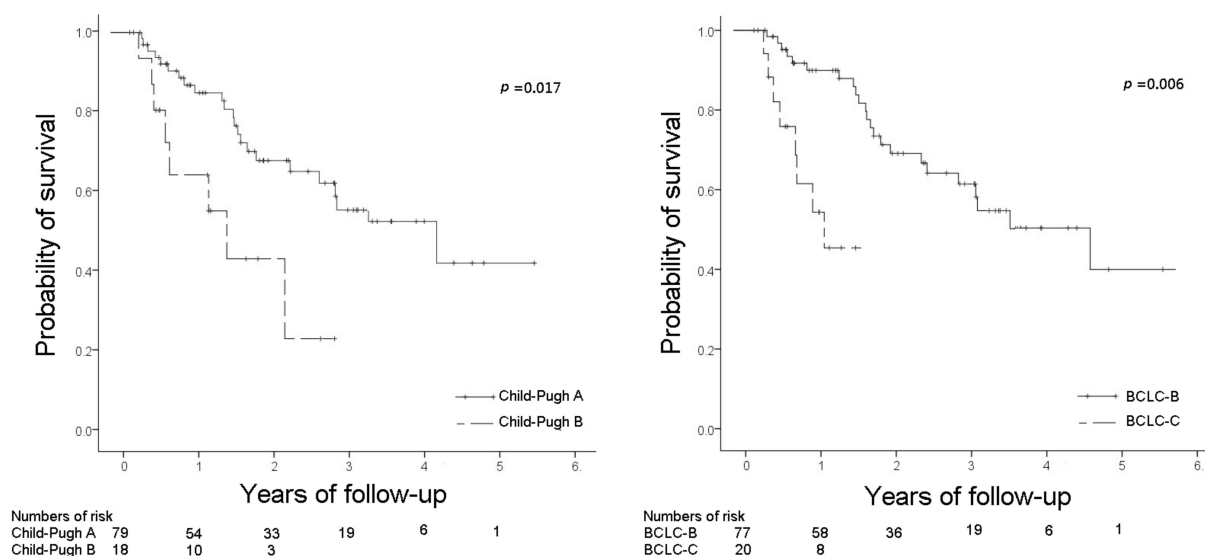 1.0
0.8
0.6
0.4
0.2
0.0
Probability of survival
p =0.017
Child-Pugh A
Child-Pugh B
0 1 2 3 4 5 6.
Years of follow-up
Numbers of risk
Child-Pugh A 79 54 33 19 6 1
Child-Pugh B 18 10 3
1.0
0.8
0.6
0.4
0.2
0.0
Probability of survival
p =0.006
BCLC-B
BCLC-C
0 1 2 3 4 5 6.
Years of follow-up
Numbers of risk
BCLC-B 77 58 36 19 6 1
BCLC-C 20 8